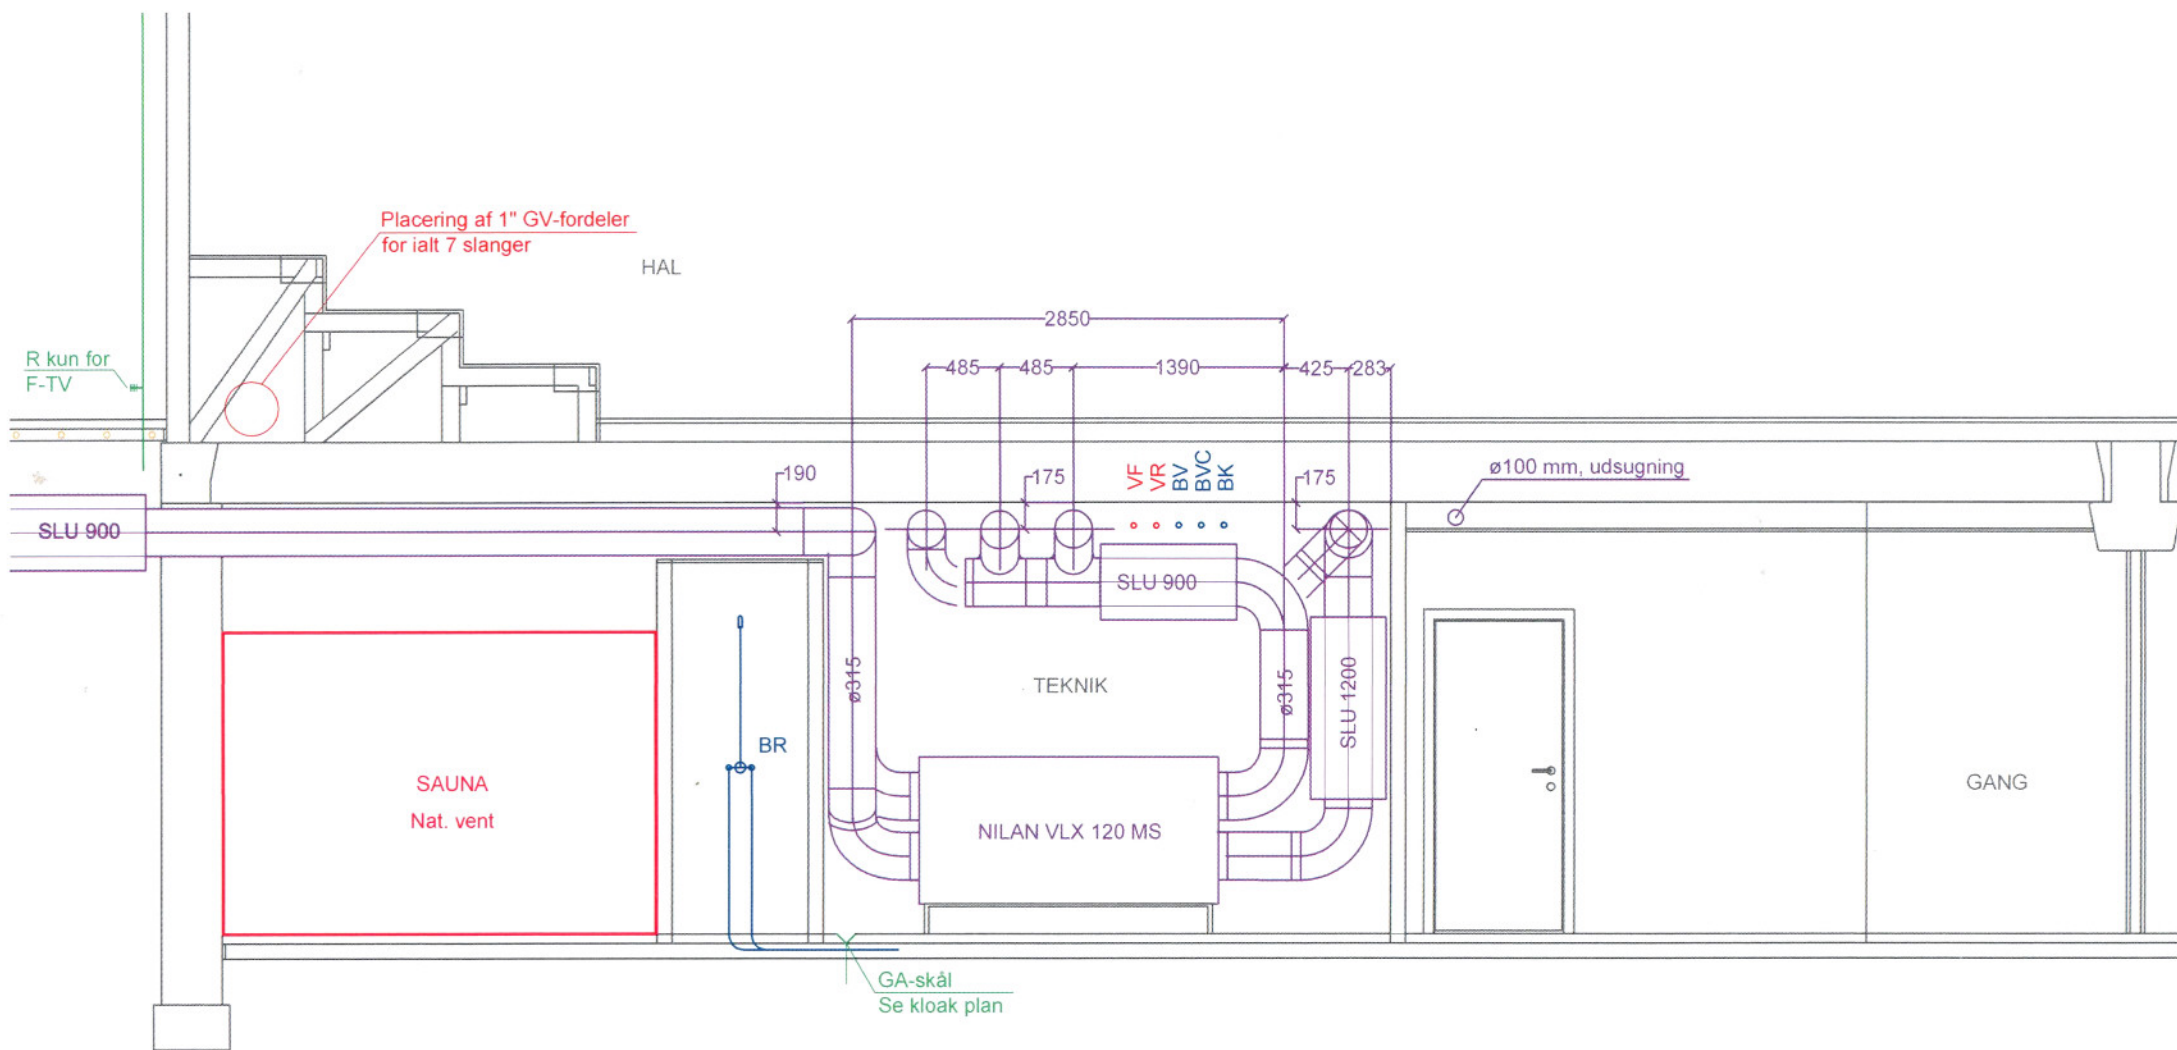 Placering af 1" GV-fordeler
for ialt 7 slanger
HAL
R kun for
F-TV
2850
485
485
1390
425
283
190
175
VF
VR
BV
BVC
BK
175
ø100 mm, udsugning
SLU 900
SLU 900
ø315
TEKNIK
ø315
SLU 1200
BR
SAUNA
Nat. vent
NILAN VLX 120 MS
GANG
GA-skål
Se kloak plan